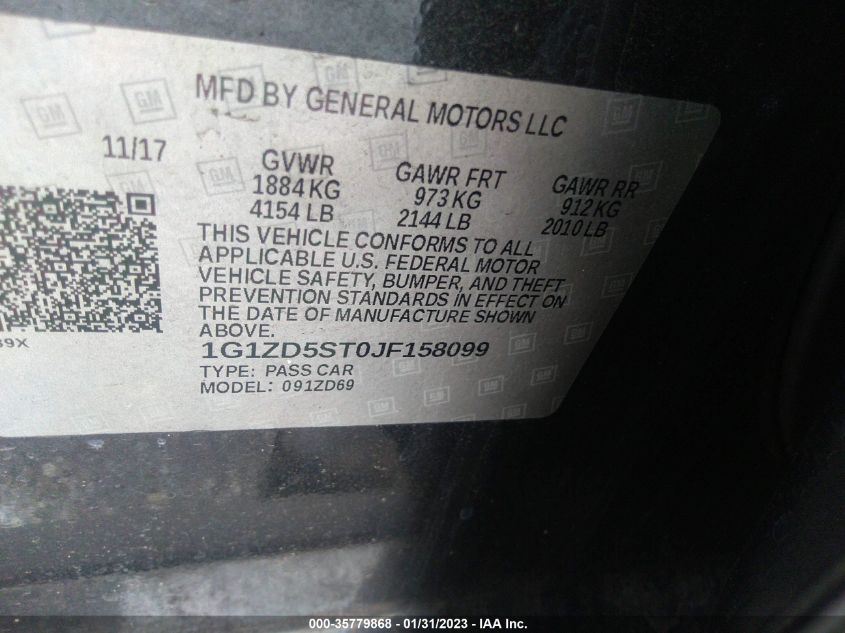 MFD BY GENERAL MOTORS LLC
11/17
GVWR
1884 KG
4154 LB
GAWR FRT
973 KG
2144 LB
GAWR RR
912 KG
2010 LB
THIS VEHICLE CONFORMS TO ALL
APPLICABLE U.S. FEDERAL MOTOR
VEHICLE SAFETY, BUMPER, AND THEFT
PREVENTION STANDARDS IN EFFECT ON
THE DATE OF MANUFACTURE SHOWN
ABOVE.
1G1ZD5ST0JF158099
TYPE: PASS CAR
MODEL: 091ZD69
GM
000-35779868 - 01/31/2023 - IAA Inc.